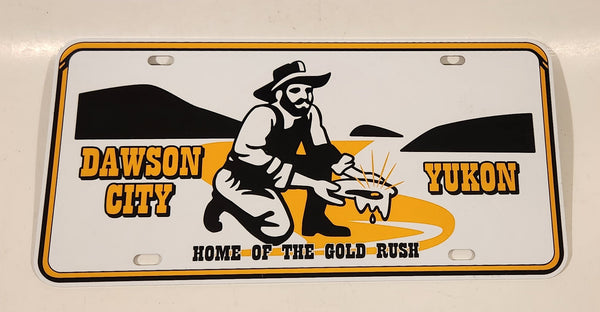 DAWSON
CITY
YUKON
HOME OF THE GOLD RUSH